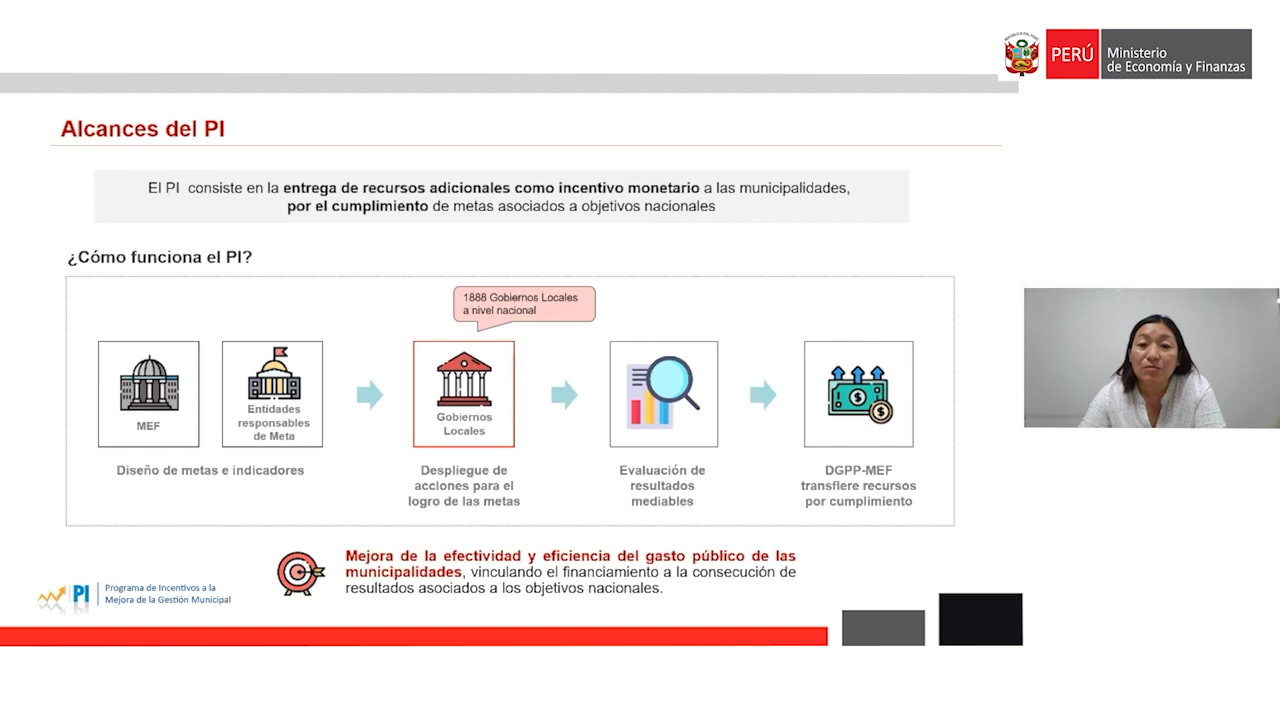 REPÚBLICA DEL PERÚ
PERÚ
Ministerio
de Economía y Finanzas
Alcances del PI
El PI consiste en la entrega de recursos adicionales como incentivo monetario a las municipalidades,
por el cumplimiento de metas asociados a objetivos nacionales
¿Cómo funciona el PI?
1888 Gobiernos Locales
a nivel nacional
MEF
Entidades
responsables
de Meta
Gobiernos
Locales
Diseño de metas e indicadores
Despliegue de
acciones para el
logro de las metas
Evaluación de
resultados
mediables
DGPP-MEF
transfiere recursos
por cumplimiento
Mejora de la efectividad y eficiencia del gasto público de las
municipalidades, vinculando el financiamiento a la consecución de
resultados asociados a los objetivos nacionales.
PI
Programa de Incentivos a la
Mejora de la Gestión Municipal